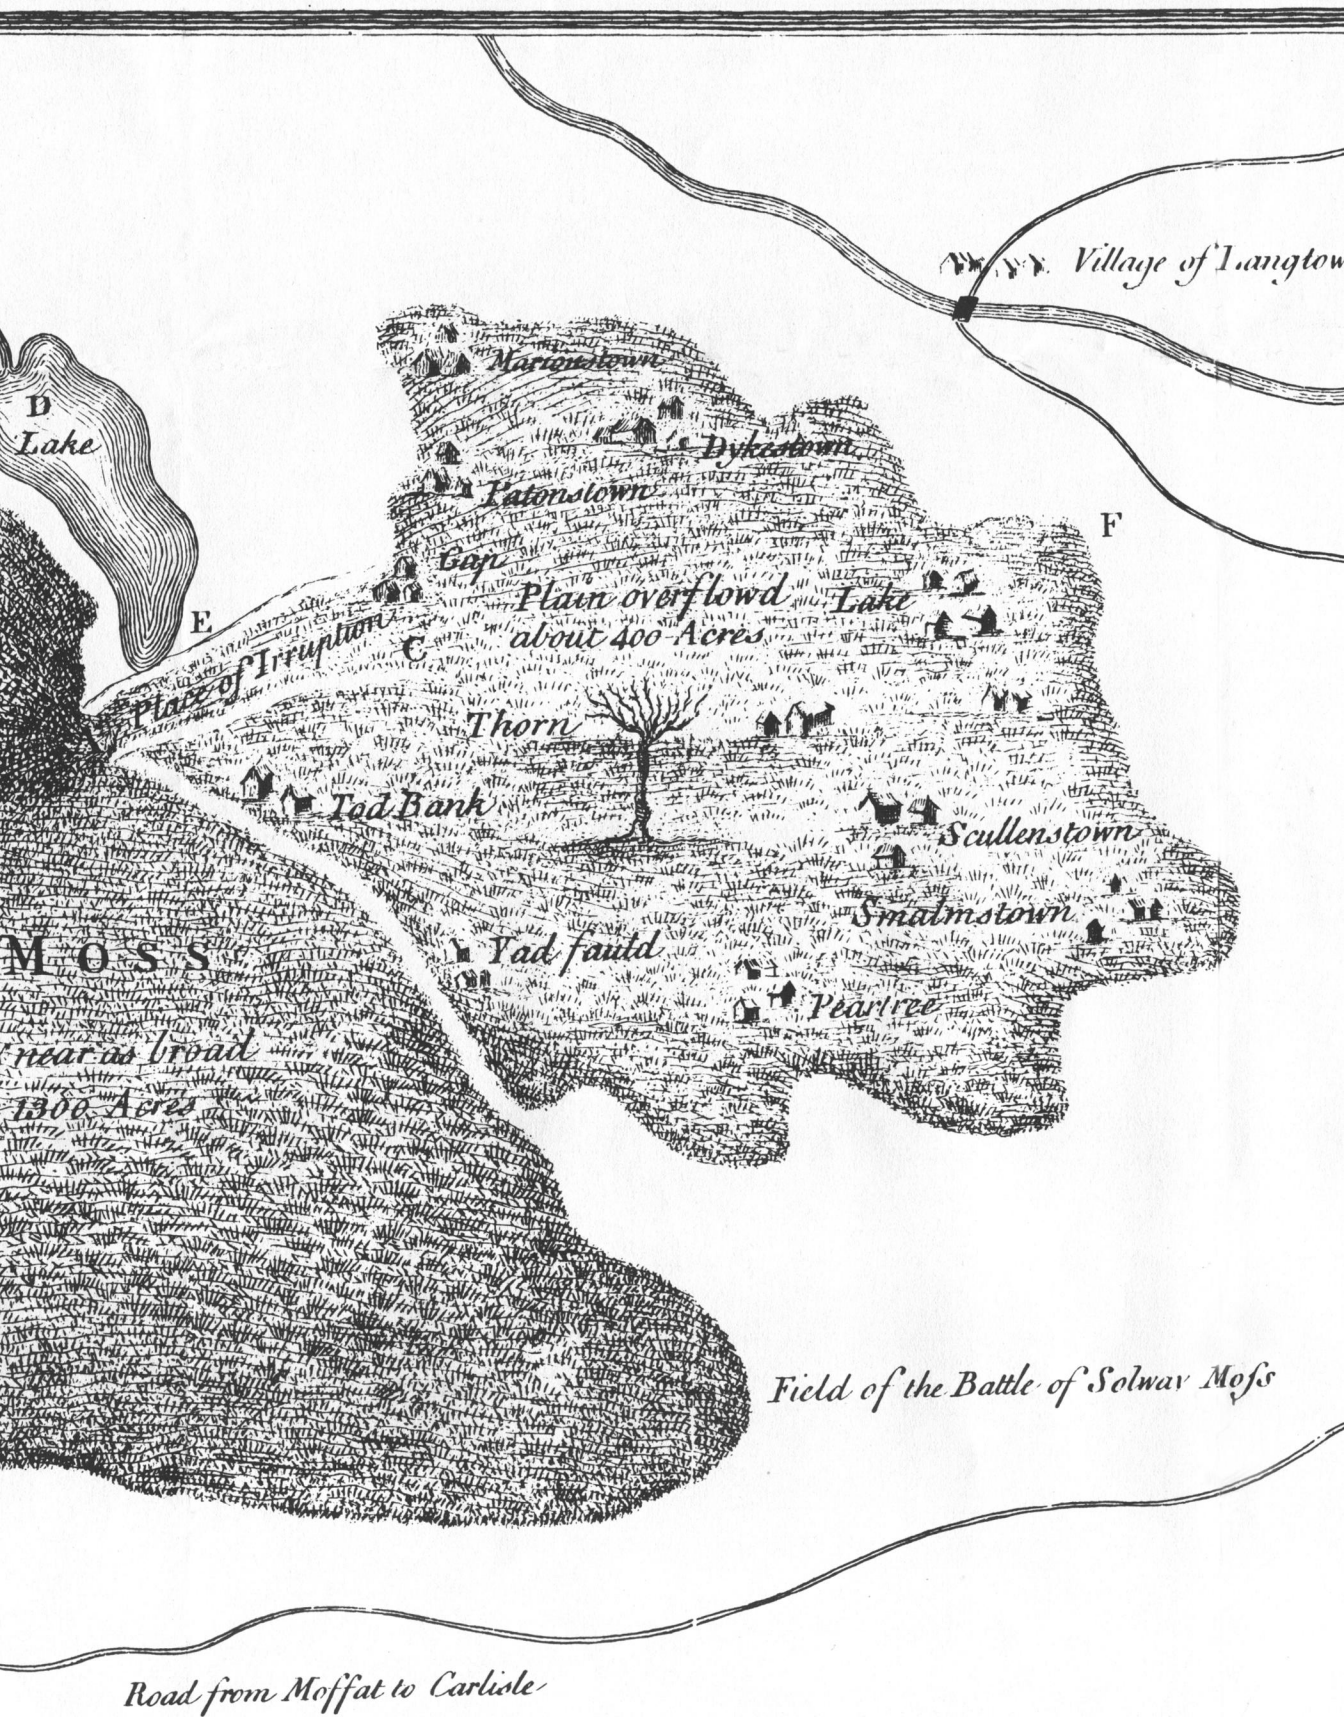 Village of Langtow
D
Lake
Martonstown
Dykestown
Patonstown
F
Gap
Plain overflowd
about 400 Acres
Lake
E
Place of Irruption
C
Thorn
Tod Bank
Scullenstown
Smalmstown
Yad fauld
Peartree
MOSS
near as broad
1300 Acres
Field of the Battle of Solway Moſs
Road from Moffat to Carlisle